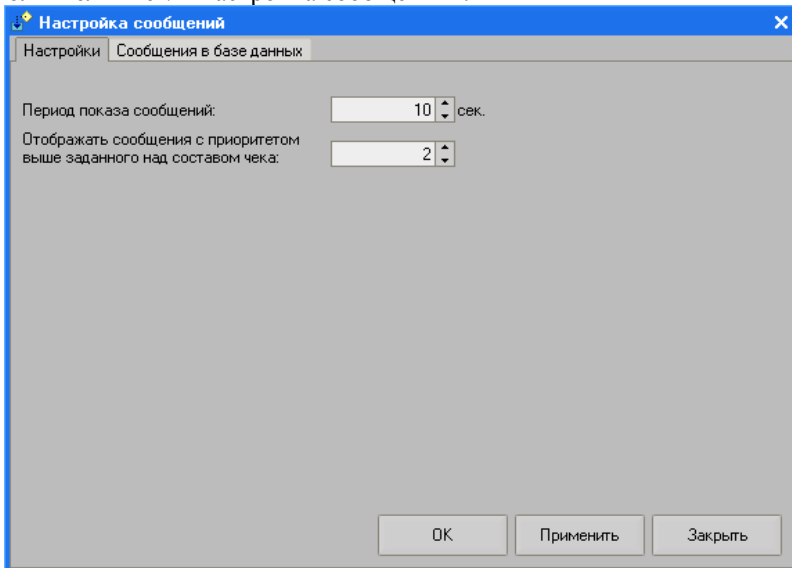 Настройка сообщений
Настройки Сообщения в базе данных
Период показа сообщений: 10 сек.
Отображать сообщения с приоритетом
выше заданного над составом чека: 2
OK Применить Закрыть